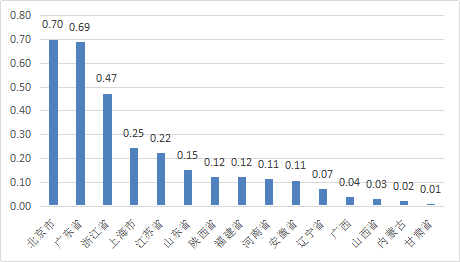 0.80
0.70
0.60
0.50
0.40
0.30
0.20
0.10
0.00
0.70
0.69
0.47
0.25
0.22
0.15
0.12
0.12
0.11
0.11
0.07
0.04
0.03
0.02
0.01
北京市
广东省
浙江省
上海市
江苏省
山东省
陕西省
福建省
河南省
安徽省
辽宁省
广西
山西省
内蒙古
甘肃省